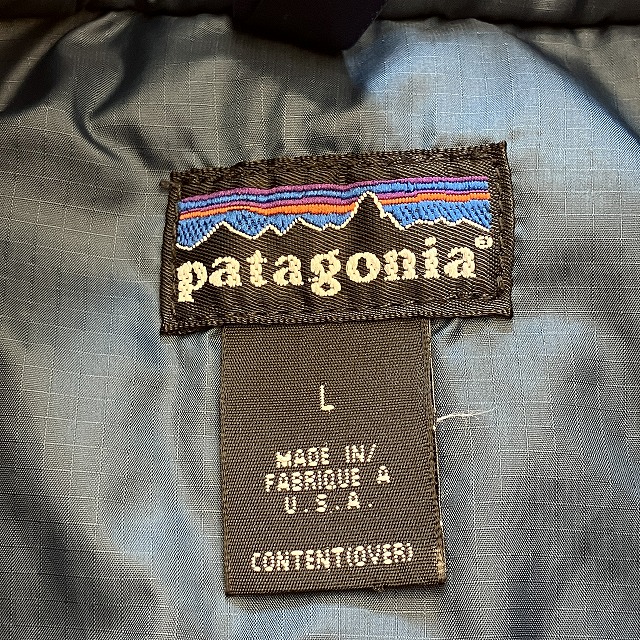 patagonia®
L
MADE IN/
FABRIQUE A
U.S.A.
CONTENT(OVER)